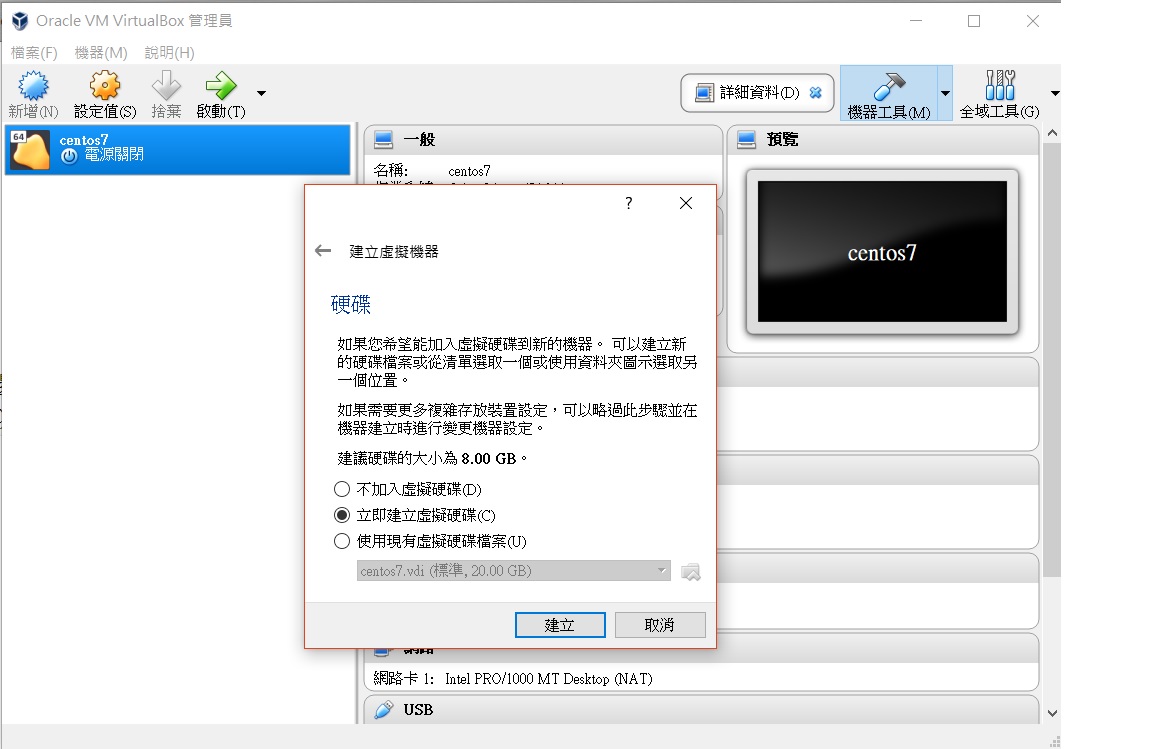 Oracle VM VirtualBox 管理員
檔案(F) 機器(M) 說明(H)
新增(N) 設定值(S) 捨棄 啟動(T) 詳細資料(D) 機器工具(M) 全域工具(G)
64
centos7
電源關閉
一般
名稱: centos7
預覽
centos7
?
建立虛擬機器
硬碟
如果您希望能加入虛擬硬碟到新的機器。 可以建立新
的硬碟檔案或從清單選取一個或使用資料夾圖示選取另
一個位置。
如果需要更多複雜存放裝置設定，可以略過此步驟並在
機器建立時進行變更機器設定。
建議硬碟的大小為 8.00 GB。
不加入虛擬硬碟(D)
立即建立虛擬硬碟(C)
使用現有虛擬硬碟檔案(U)
centos7.vdi (標準, 20.00 GB)
建立 取消
網路卡 1: Intel PRO/1000 MT Desktop (NAT)
USB